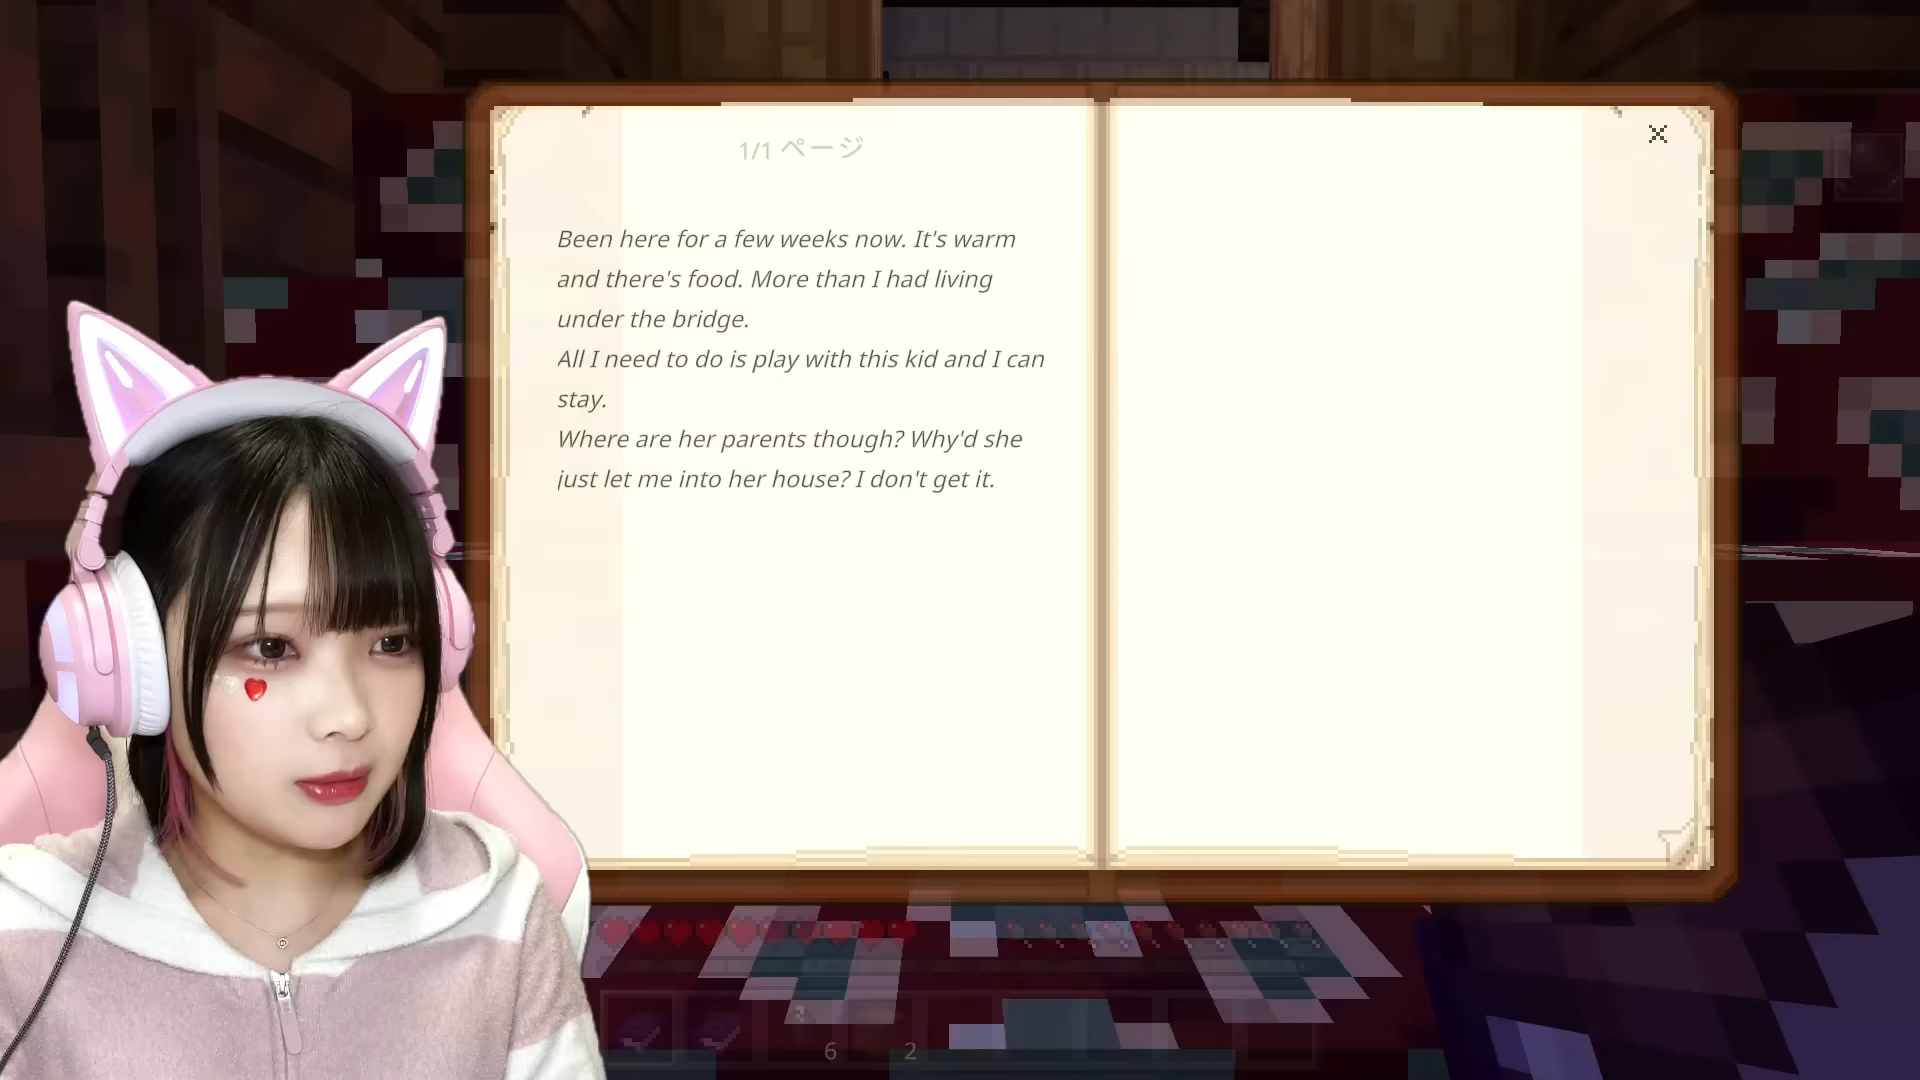 1/1 ページ
Been here for a few weeks now. It's warm
and there's food. More than I had living
under the bridge.
All I need to do is play with this kid and I can
stay.
Where are her parents though? Why'd she
just let me into her house? I don't get it.
6 2